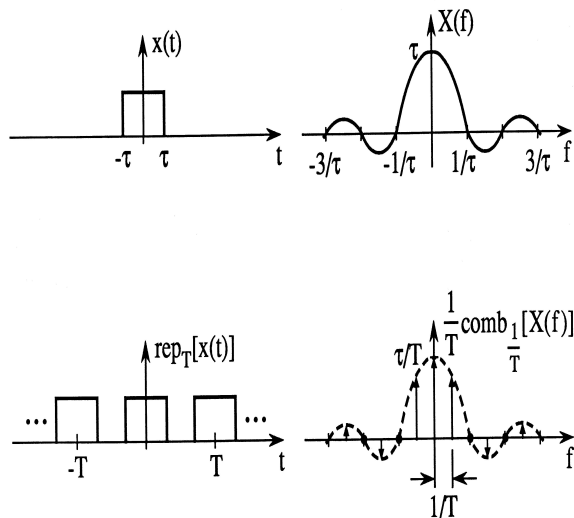 x(t)
-τ τ t
X(f)
τ
-3/τ -1/τ 1/τ 3/τ f
rep_T[x(t)]
... ...
-T T t
1/T comb_1/T [X(f)]
τ/T
f
1/T